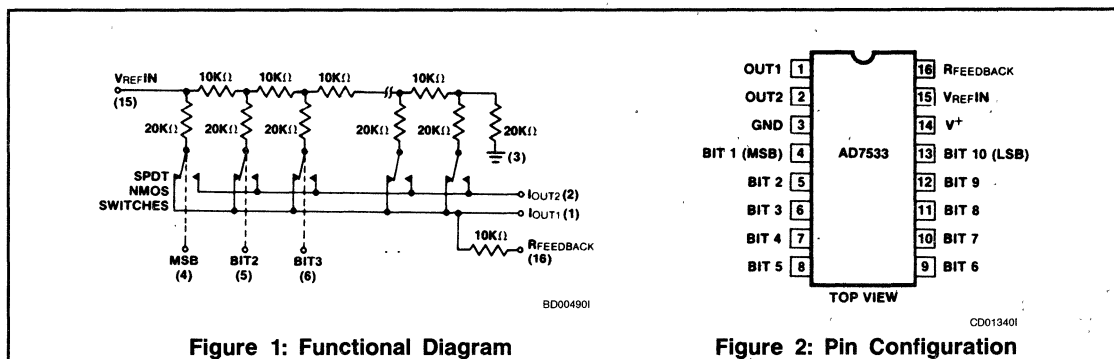 VREFIN
(15)
10KΩ 10KΩ 10KΩ 10KΩ
20KΩ 20KΩ 20KΩ 20KΩ 20KΩ 20KΩ
(3)
SPDT
NMOS
SWITCHES
IOUT2 (2)
IOUT1 (1)
10KΩ
RFEEDBACK
(16)
MSB
(4)
BIT2
(5)
BIT3
(6)
BD00490I
Figure 1: Functional Diagram
OUT1 1
OUT2 2
GND 3
BIT 1 (MSB) 4
BIT 2 5
BIT 3 6
BIT 4 7
BIT 5 8
AD7533
16 RFEEDBACK
15 VREFIN
14 V+
13 BIT 10 (LSB)
12 BIT 9
11 BIT 8
10 BIT 7
9 BIT 6
TOP VIEW
CD01340I
Figure 2: Pin Configuration